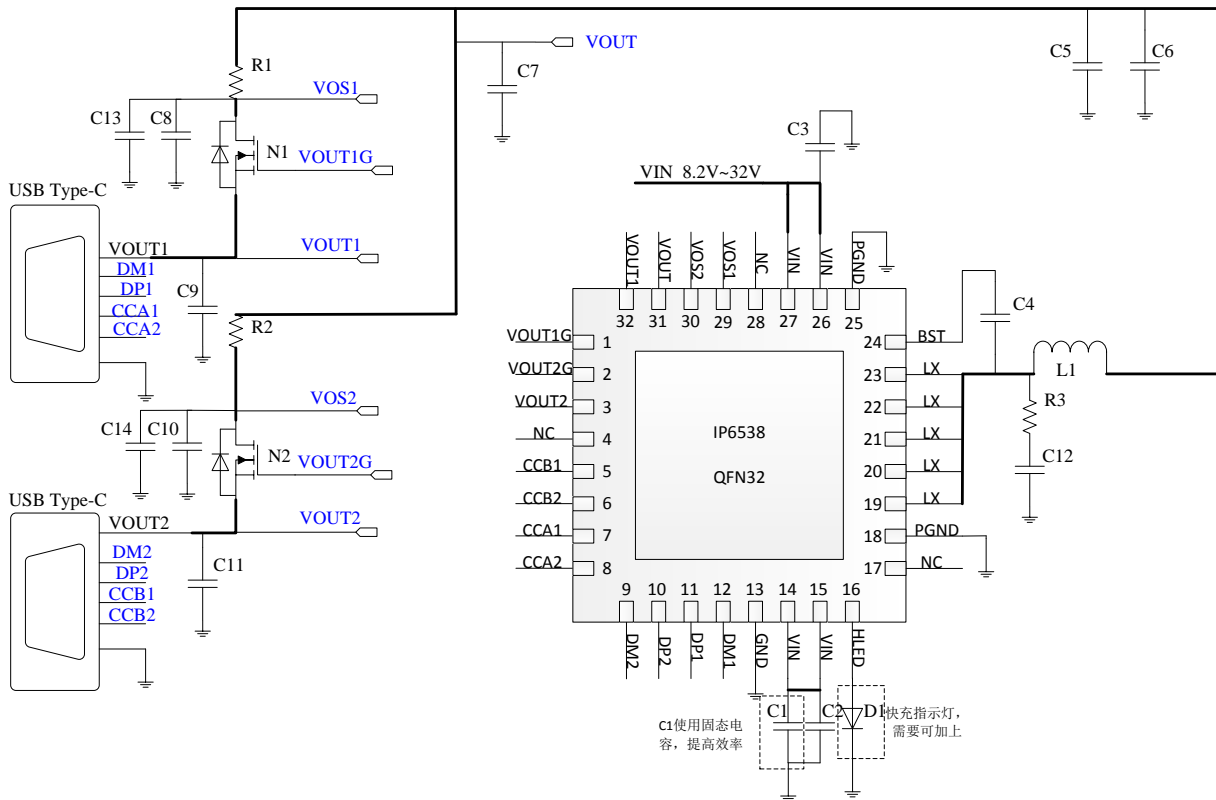 R1
VOUT
C7
C5
C6
VOS1
C13
C8
N1
VOUT1G
C3
VIN 8.2V~32V
USB Type-C
VOUT1
VOUT1
DM1
DP1
CCA1
CCA2
C9
R2
VOUT1
VOUT
VOS2
VOS1
NC
VIN
VIN
PGND
32
31
30
29
28
27
26
25
C4
VOUT1G
1
24
BST
VOUT2G
2
23
LX
L1
VOUT2
3
22
LX
R3
NC
4
21
LX
CCB1
5
20
LX
C12
CCB2
6
19
LX
CCA1
7
18
PGND
CCA2
8
17
NC
IP6538
QFN32
VOS2
C14
C10
N2
VOUT2G
USB Type-C
VOUT2
VOUT2
DM2
DP2
CCB1
CCB2
C11
9
10
11
12
13
14
15
16
DM2
DP2
DP1
DM1
GND
VIN
VIN
HLED
C1使用固态电
容，提高效率
C1
C2
D1
快充指示灯，
需要可加上